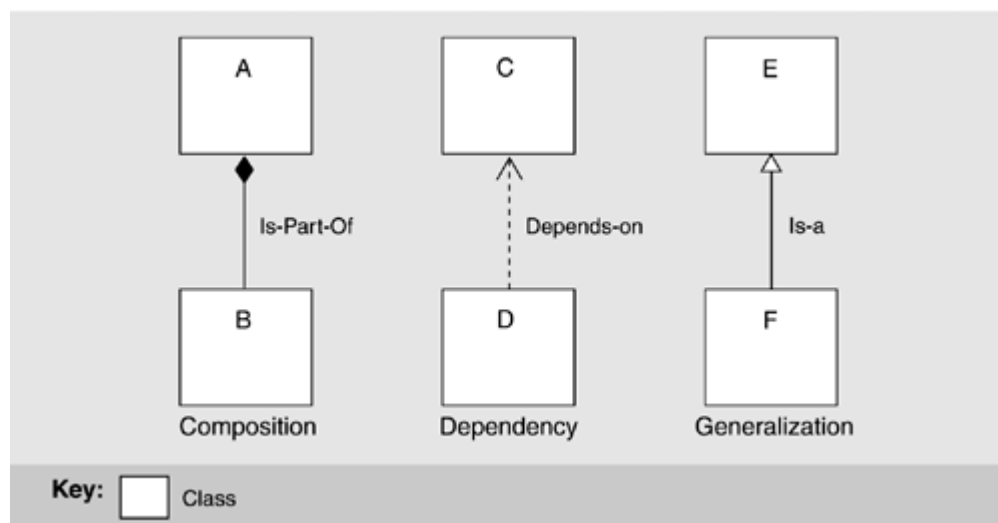 A
C
E
Is-Part-Of
Depends-on
Is-a
B
D
F
Composition
Dependency
Generalization
Key:
Class